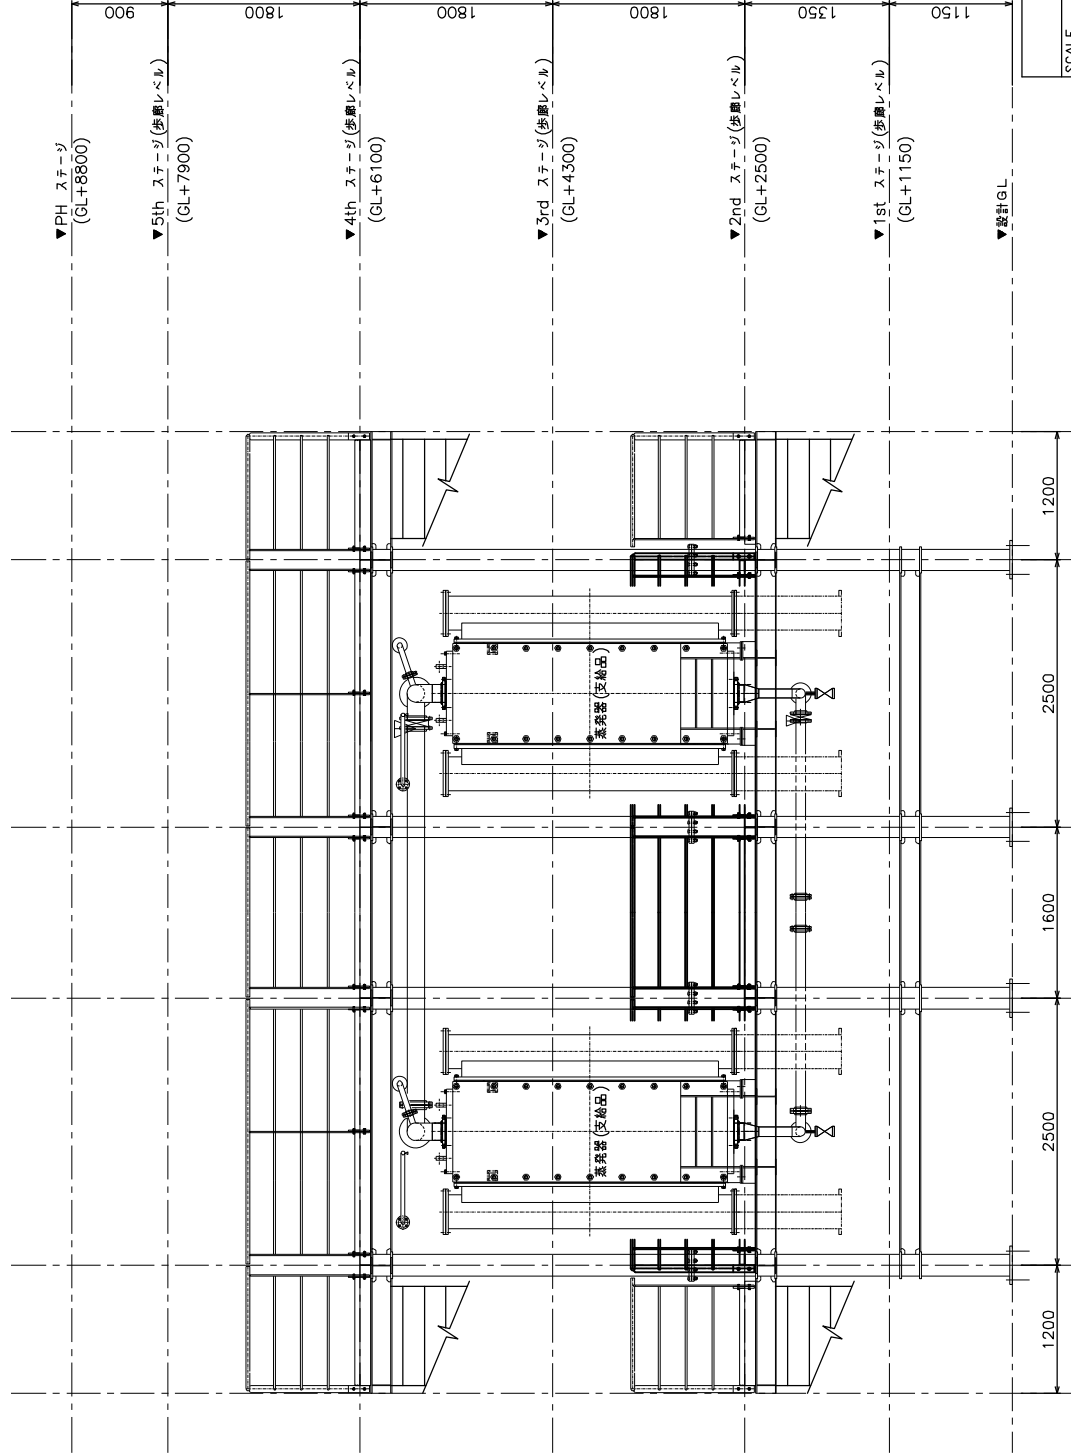 900
1800
1800
1800
1350
1150
SCALE
▼PH ステージ
(GL+8800)
▼5th ステージ(歩廊レベル)
(GL+7900)
▼4th ステージ(歩廊レベル)
(GL+6100)
▼3rd ステージ(歩廊レベル)
(GL+4300)
▼2nd ステージ(歩廊レベル)
(GL+2500)
▼1st ステージ(歩廊レベル)
(GL+1150)
▼設計GL
蒸発器(支給品)
蒸発器(支給品)
1200
2500
1600
2500
1200